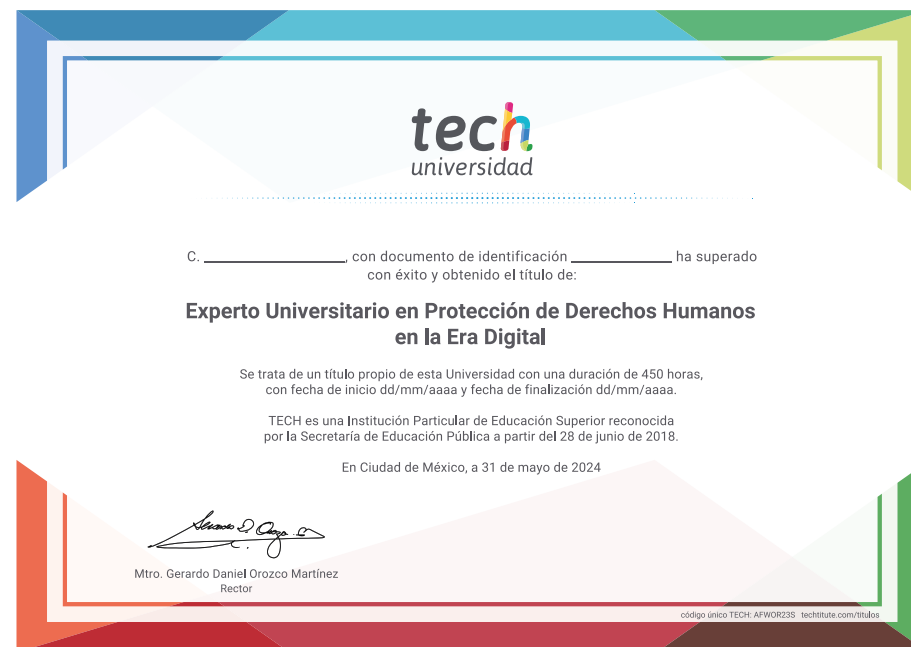 tech
universidad
C. ____________, con documento de identificación ____________ ha superado
con éxito y obtenido el título de:
Experto Universitario en Protección de Derechos Humanos
en la Era Digital
Se trata de un título propio de esta Universidad con una duración de 450 horas,
con fecha de inicio dd/mm/aaaa y fecha de finalización dd/mm/aaaa.
TECH es una Institución Particular de Educación Superior reconocida
por la Secretaría de Educación Pública a partir del 28 de junio de 2018.
En Ciudad de México, a 31 de mayo de 2024
Mtro. Gerardo Daniel Orozco Martínez
Rector
código único TECH: AFWOR23S techtitute.com/titulos